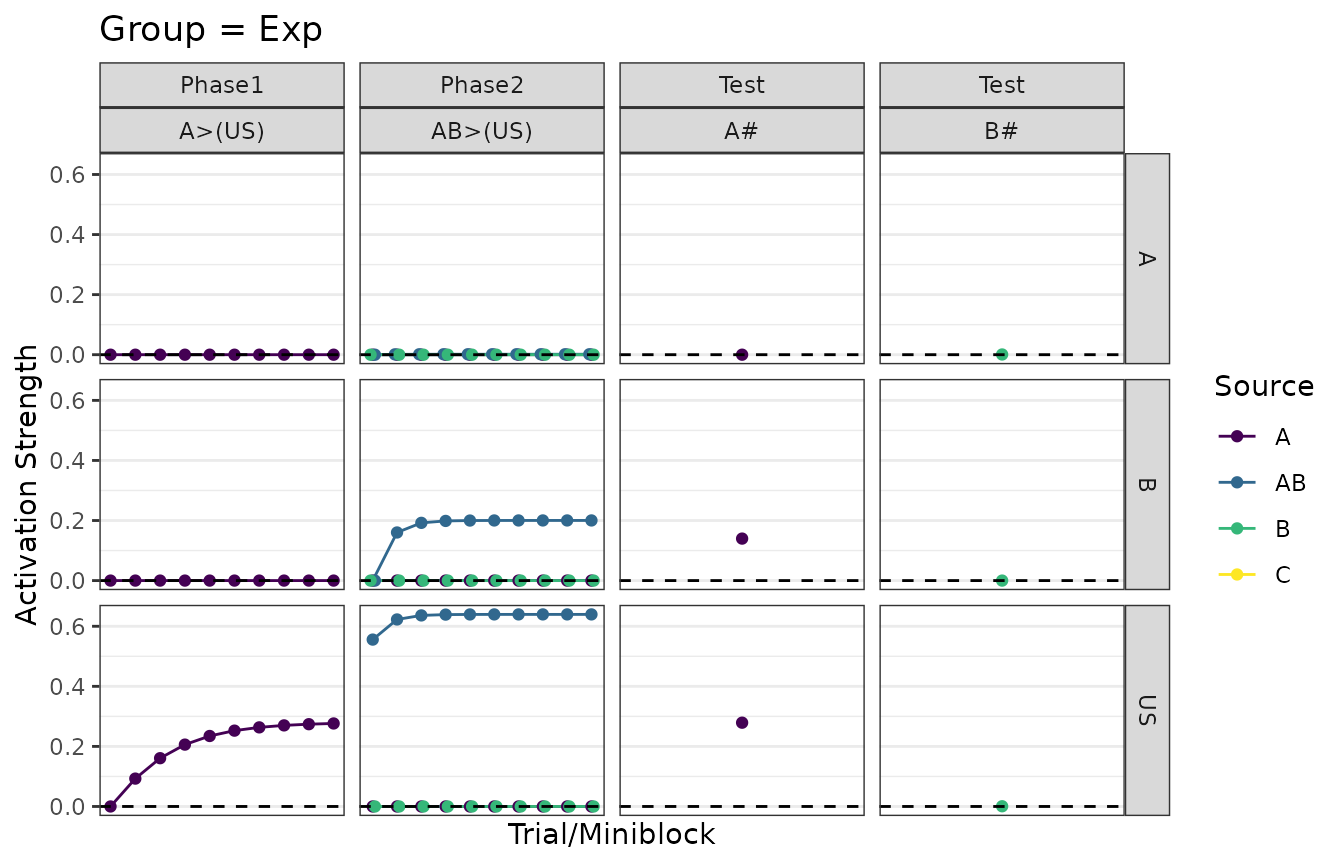 Group = Exp
Phase1 Phase2 Test Test
A>(US) AB>(US) A# B#
0.6
0.4
0.2
0.0
A
0.6
0.4
0.2
0.0
B
0.6
0.4
0.2
0.0
US
Activation Strength
Trial/Miniblock
Source
A
AB
B
C